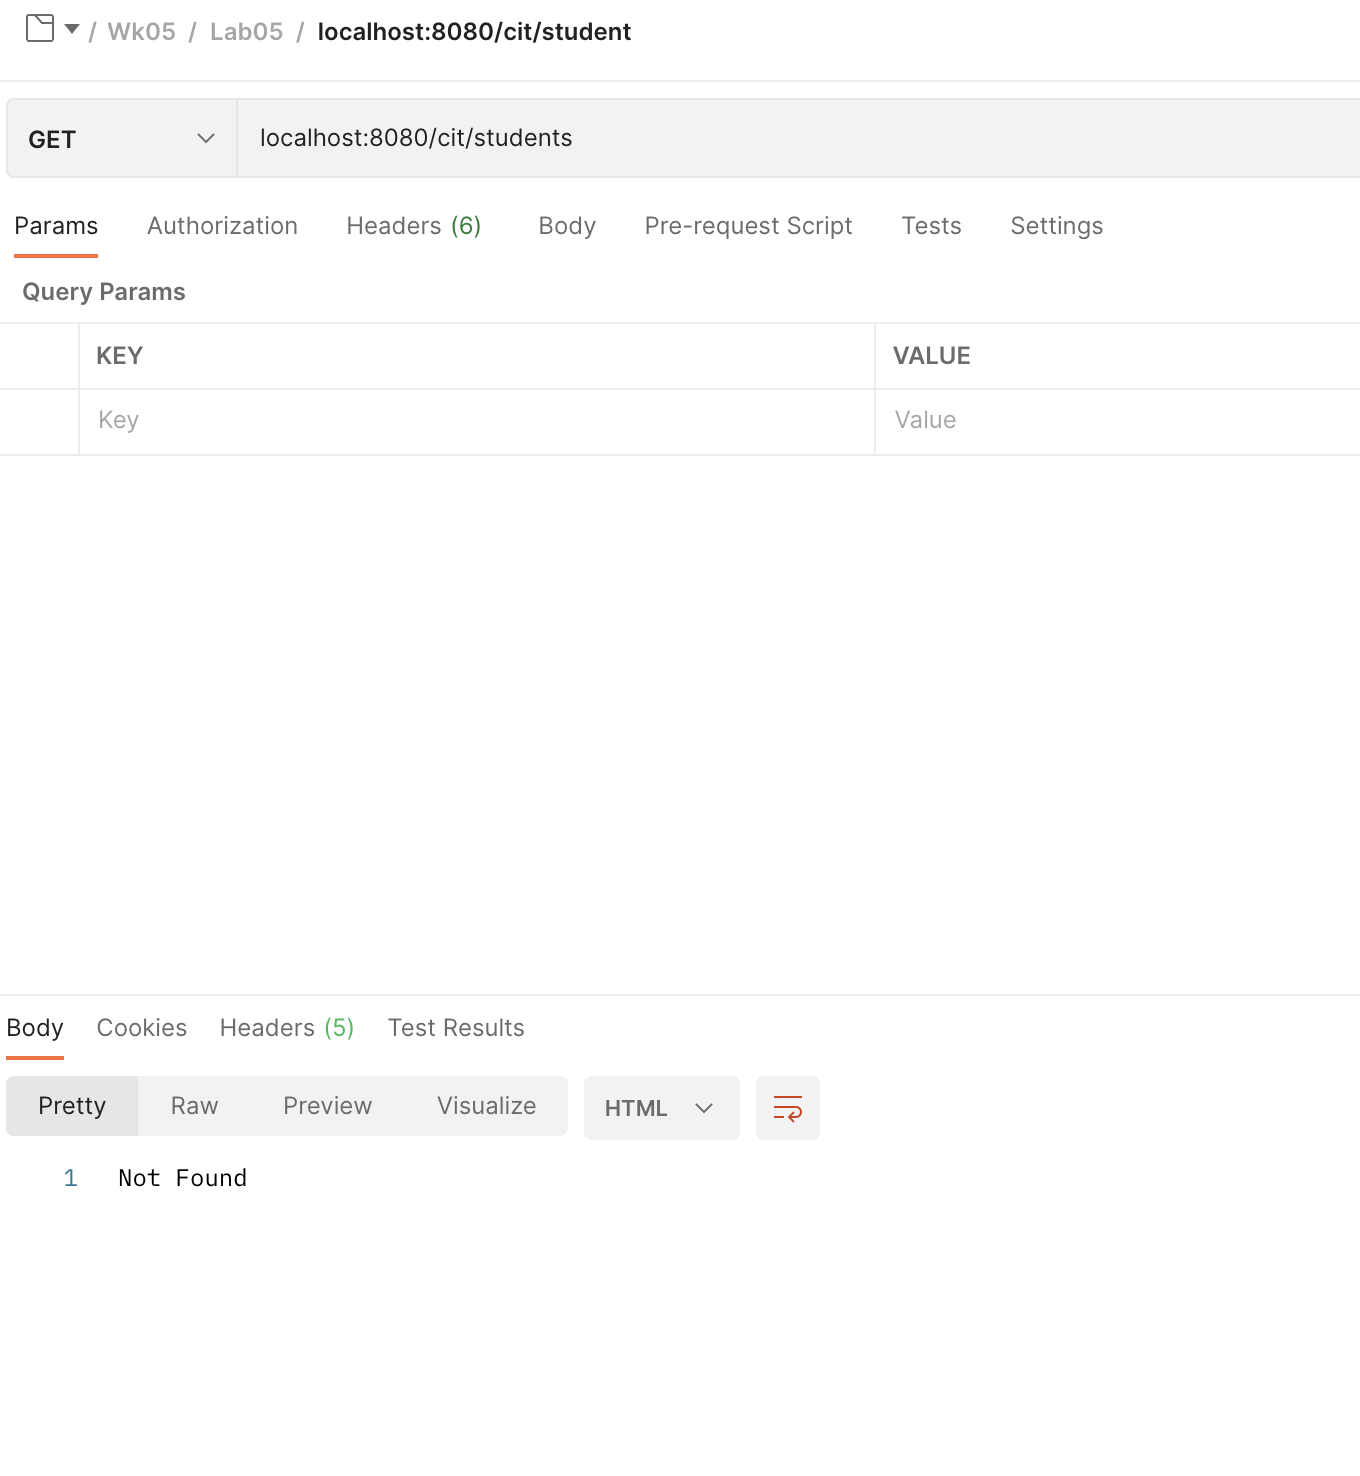 / Wk05 / Lab05 / localhost:8080/cit/student
GET localhost:8080/cit/students
Params Authorization Headers (6) Body Pre-request Script Tests Settings
Query Params
KEY VALUE
Key Value
Body Cookies Headers (5) Test Results
Pretty Raw Preview Visualize HTML
1 Not Found